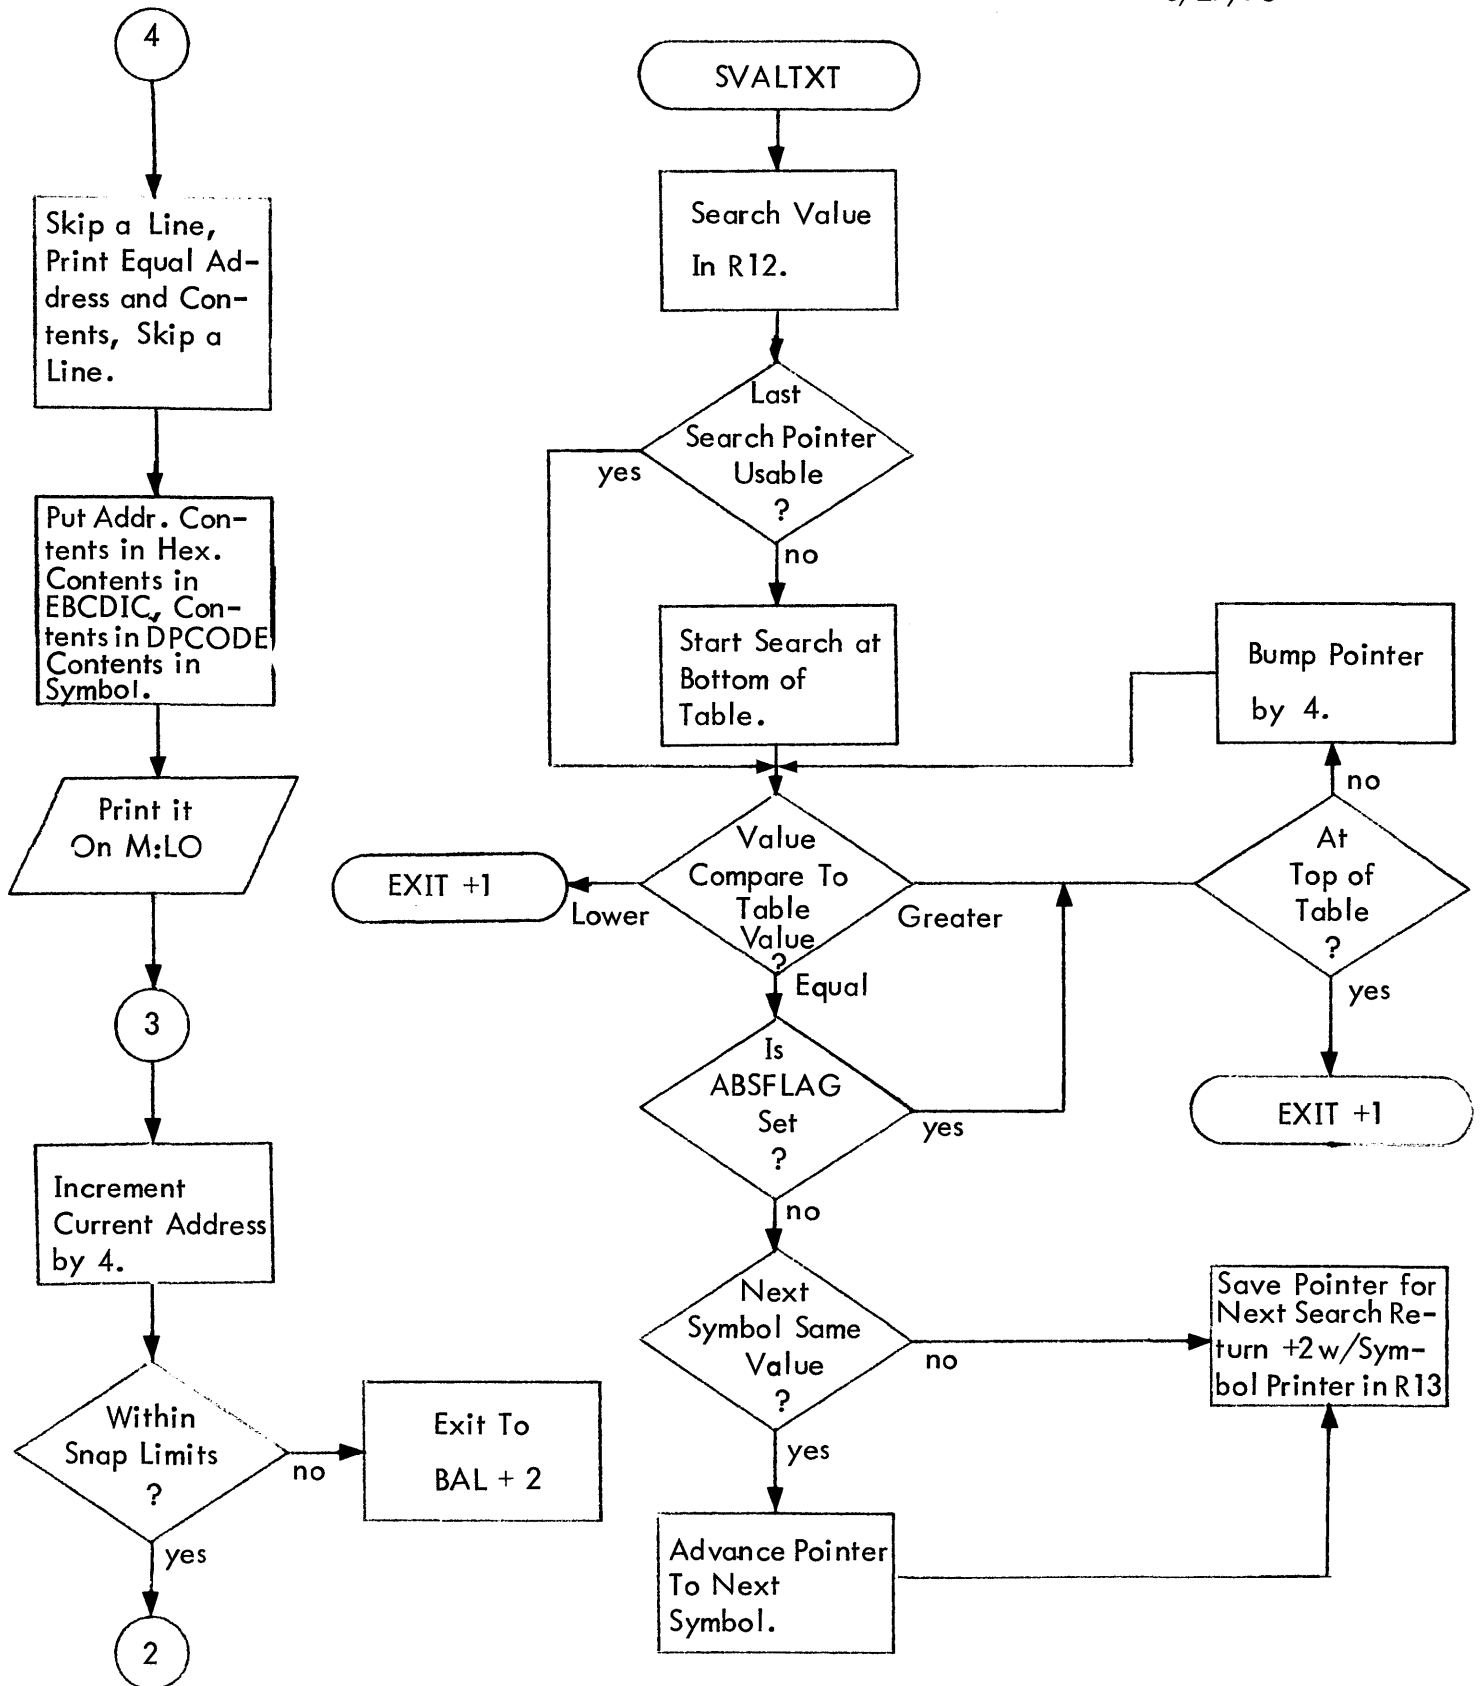 4
Skip a Line,
Print Equal Ad-
dress and Con-
tents, Skip a
Line.
Put Addr. Con-
tents in Hex.
Contents in
EBCDIC, Con-
tents in DPCODE
Contents in
Symbol.
Print it
On M:LO
3
Increment
Current Address
by 4.
Within
Snap Limits
?
no
Exit To
BAL + 2
yes
2
SVALTXT
Search Value
In R12.
Last
Search Pointer
Usable
?
yes
no
Start Search at
Bottom of
Table.
Value
Compare To
Table
Value
?
Lower
EXIT +1
Greater
Equal
Is
ABSFLAG
Set
?
yes
no
Next
Symbol Same
Value
?
no
yes
Advance Pointer
To Next
Symbol.
Bump Pointer
by 4.
no
At
Top of
Table
?
yes
EXIT +1
Save Pointer for
Next Search Re-
turn +2 w/Sym-
bol Printer in R13